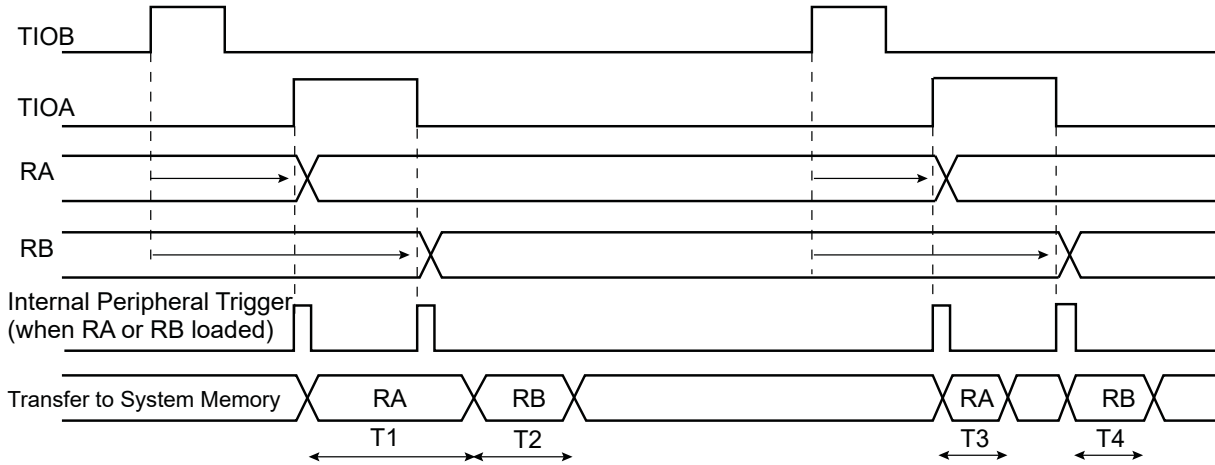 TIOB
TIOA
RA
RB
Internal Peripheral Trigger
(when RA or RB loaded)
Transfer to System Memory
RA
RB
RA
RB
T1
T2
T3
T4